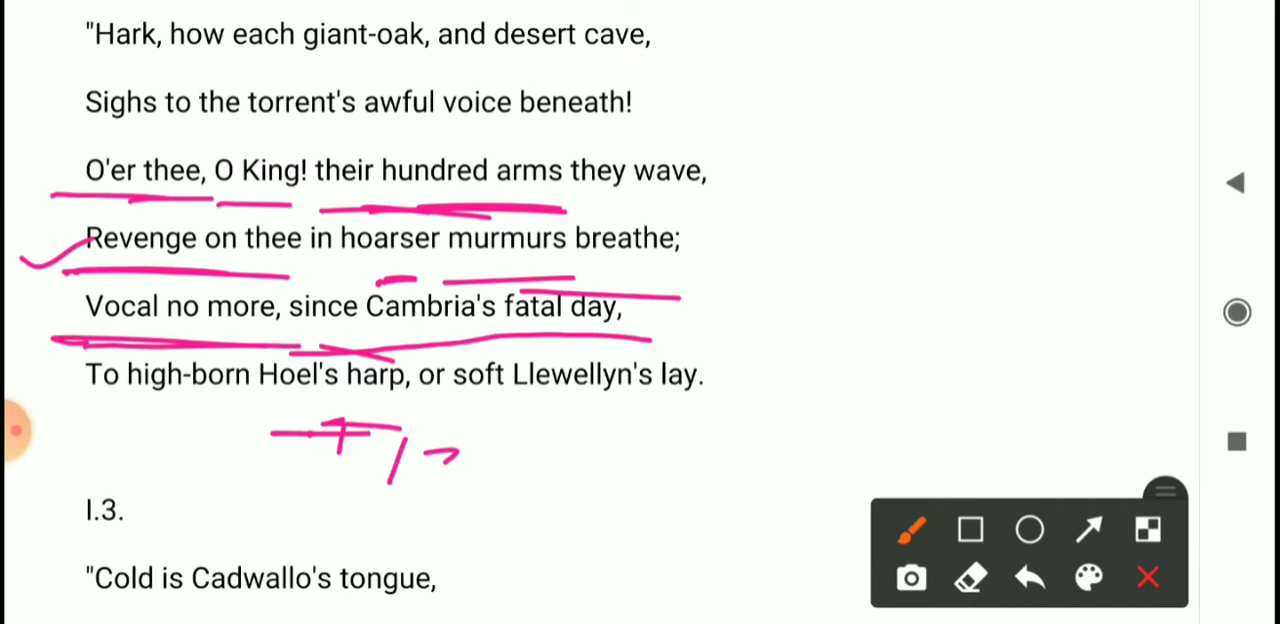 "Hark, how each giant-oak, and desert cave,
Sighs to the torrent's awful voice beneath!
O'er thee, O King! their hundred arms they wave,
Revenge on thee in hoarser murmurs breathe;
Vocal no more, since Cambria's fatal day,
To high-born Hoel's harp, or soft Llewellyn's lay.
I.3.
"Cold is Cadwallo's tongue,